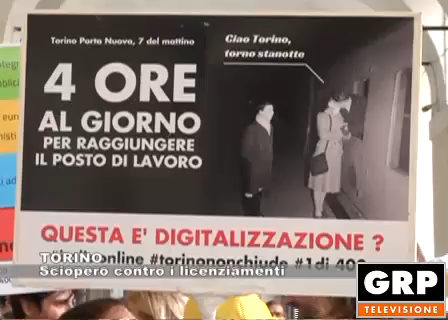 Torino Porta Nuova, 7 del mattino
Ciao Torino,
torno stanotte
4 ORE
AL GIORNO
PER RAGGIUNGERE
IL POSTO DI LAVORO
QUESTA E' DIGITALIZZAZIONE ?
#torinononchiude #1di
TORINO
Sciopero contro i licenziamenti
GRP
TELEVISIONE